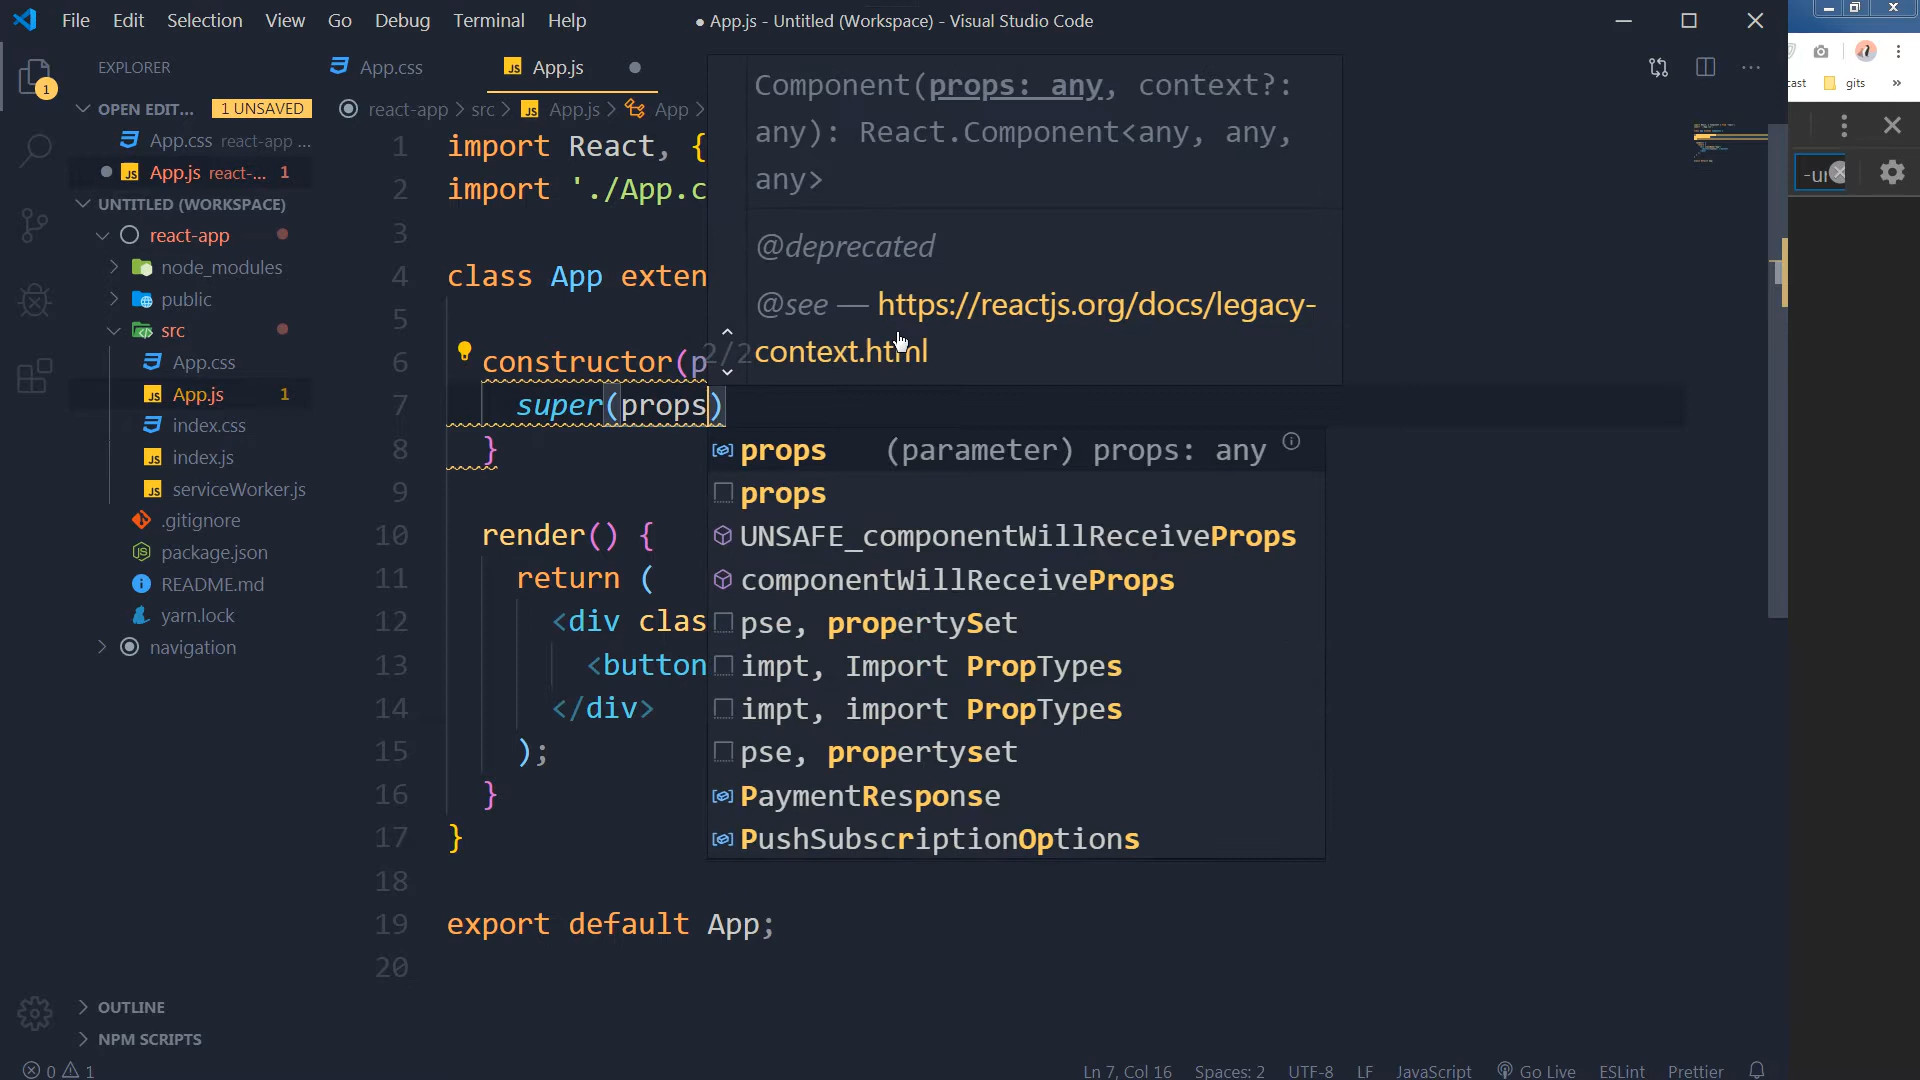 File Edit Selection View Go Debug Terminal Help
● App.js - Untitled (Workspace) - Visual Studio Code
EXPLORER
OPEN EDIT... 1 UNSAVED
App.css react-app ...
App.js react-... 1
UNTITLED (WORKSPACE)
react-app
node_modules
public
src
App.css
App.js 1
index.css
index.js
serviceWorker.js
.gitignore
package.json
README.md
yarn.lock
navigation
OUTLINE
NPM SCRIPTS
1
App.css
App.js
react-app > src > App.js > App >
1 import React, {
2 import './App.c
3
4 class App exten
5
6 constructor(p
7 super(props)
8 }
9
10 render() {
11 return (
12 <div clas
13 <button
14 </div>
15 );
16 }
17 }
18
19 export default App;
20
Component(props: any, context?:
any): React.Component<any, any,
any>
@deprecated
@see — https://reactjs.org/docs/legacy-
context.html
2/2
props (parameter) props: any
props
UNSAFE_componentWillReceiveProps
componentWillReceiveProps
pse, propertySet
impt, Import PropTypes
impt, import PropTypes
pse, propertyset
PaymentResponse
PushSubscriptionOptions
cast gits »
-ur
0 1
Ln 7, Col 16 Spaces: 2 UTF-8 LF JavaScript Go Live ESLint Prettier